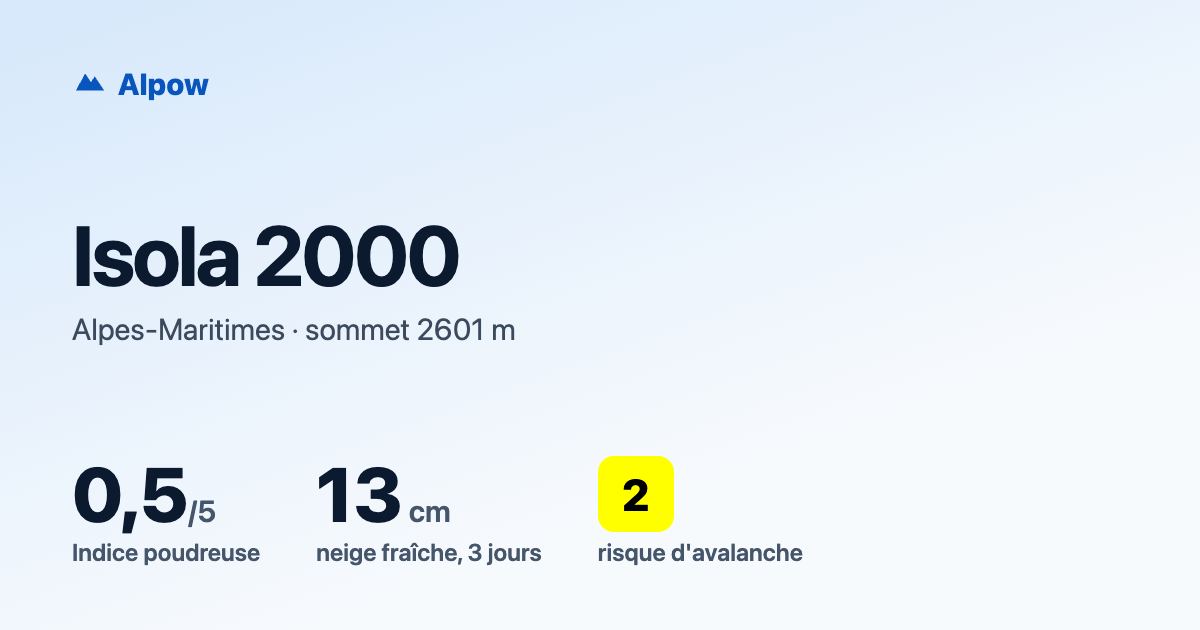 Alpow
Isola 2000
Alpes-Maritimes · sommet 2601 m
0,5/5
Indice poudreuse
13 cm
neige fraîche, 3 jours
2
risque d'avalanche